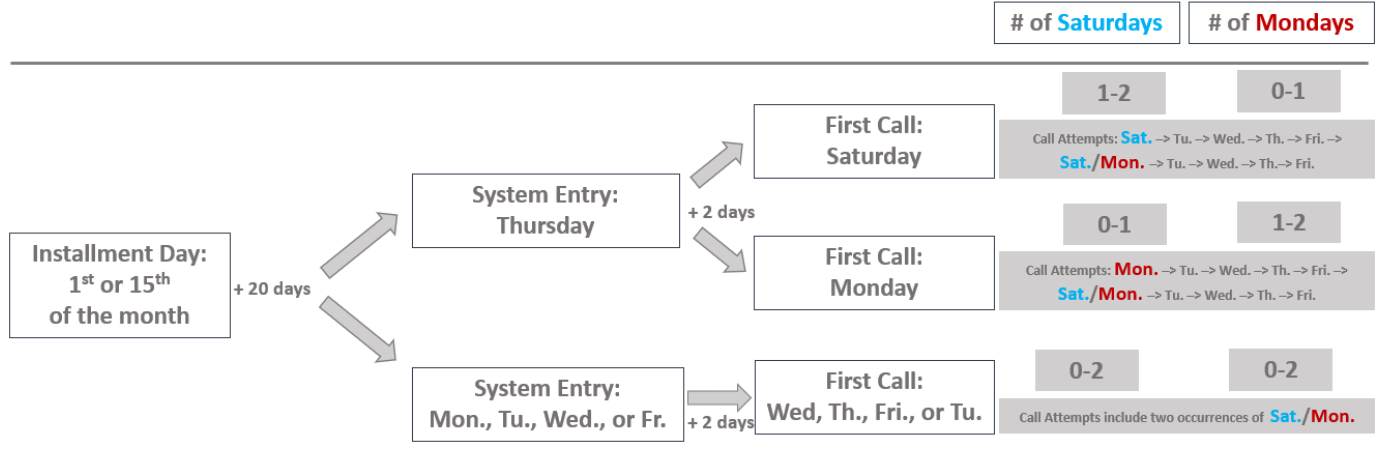 # of Saturdays
# of Mondays
1-2
0-1
First Call:
Saturday
Call Attempts: Sat. –> Tu. –> Wed. –> Th. –> Fri. –>
Sat./Mon. –> Tu. –> Wed. –> Th.–> Fri.
System Entry:
Thursday
+ 2 days
0-1
1-2
First Call:
Monday
Call Attempts: Mon. –> Tu. –> Wed. –> Th. –> Fri. –>
Sat./Mon. –> Tu. –> Wed. –> Th. –> Fri.
Installment Day:
1st or 15th
of the month
+ 20 days
0-2
0-2
System Entry:
Mon., Tu., Wed., or Fr.
+ 2 days
First Call:
Wed, Th., Fri., or Tu.
Call Attempts include two occurrences of Sat./Mon.